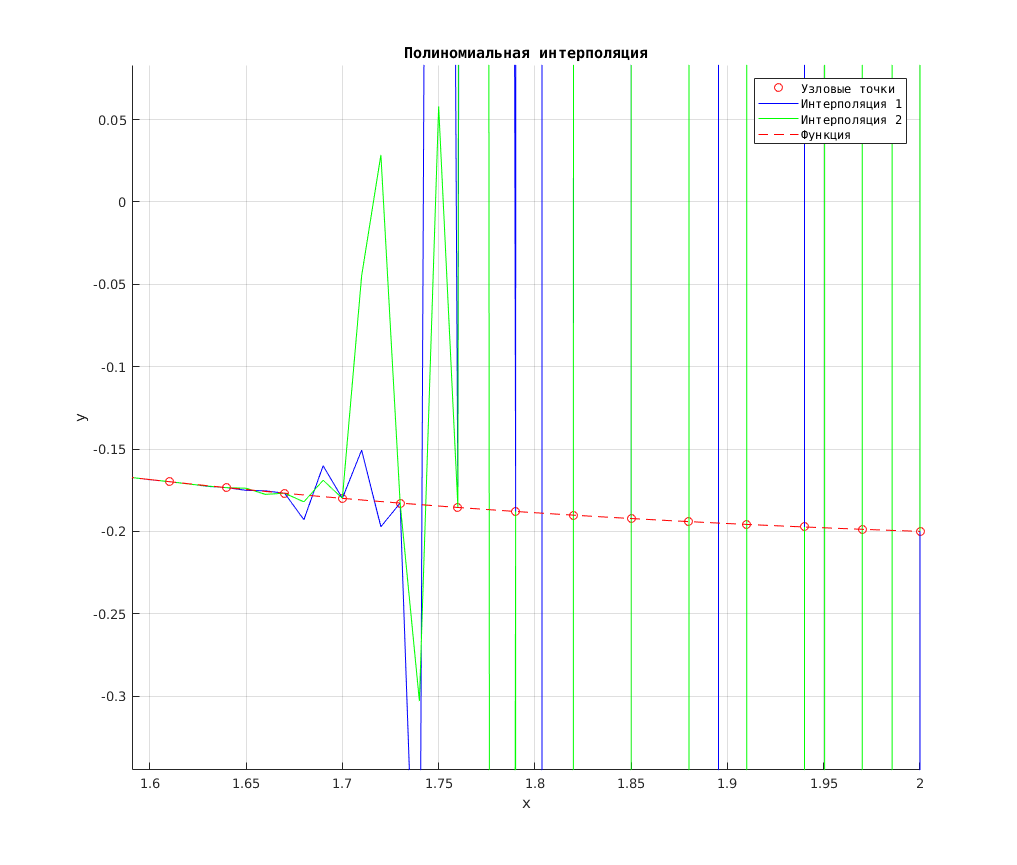 Полиномиальная интерполяция
Узловые точки
Интерполяция 1
Интерполяция 2
Функция
0.05
0
-0.05
-0.1
-0.15
-0.2
-0.25
-0.3
y
1.6 1.65 1.7 1.75 1.8 1.85 1.9 1.95 2
x